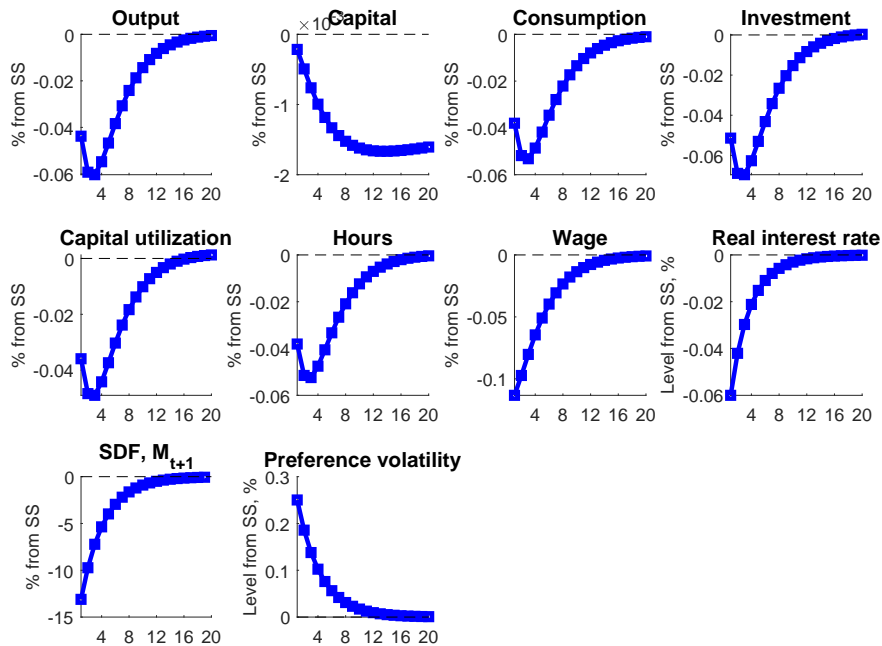 Output
% from SS
0
-0.02
-0.04
-0.06
4 8 12 16 20
Capital
% from SS
0
-1
-2
4 8 12 16 20
Consumption
% from SS
0
-0.02
-0.04
-0.06
4 8 12 16 20
Investment
% from SS
0
-0.02
-0.04
-0.06
4 8 12 16 20
Capital utilization
% from SS
0
-0.02
-0.04
4 8 12 16 20
Hours
% from SS
0
-0.02
-0.04
-0.06
4 8 12 16 20
Wage
% from SS
0
-0.05
-0.1
4 8 12 16 20
Real interest rate
Level from SS, %
0
-0.02
-0.04
-0.06
4 8 12 16 20
SDF, M_{t+1}
% from SS
0
-5
-10
-15
4 8 12 16 20
Preference volatility
Level from SS, %
0.3
0.2
0.1
0
4 8 12 16 20